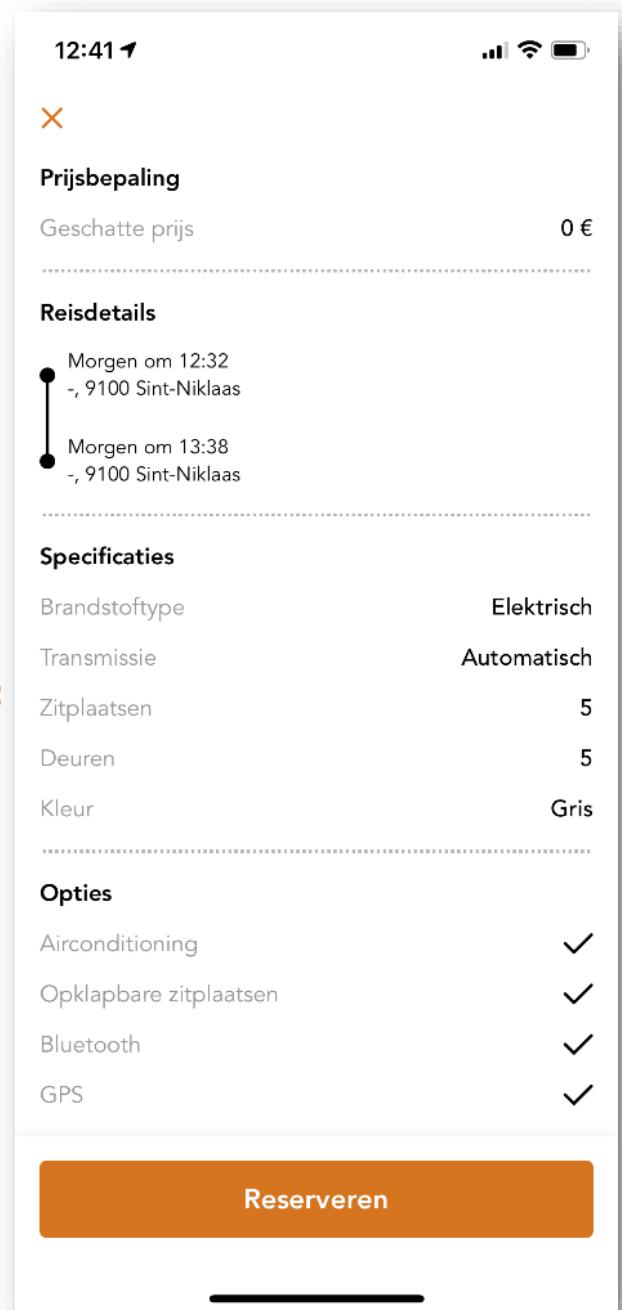 12:41
Prijsbepaling
Geschatte prijs 0 €
Reisdetails
Morgen om 12:32
-, 9100 Sint-Niklaas
Morgen om 13:38
-, 9100 Sint-Niklaas
Specificaties
Brandstoftype Elektrisch
Transmissie Automatisch
Zitplaatsen 5
Deuren 5
Kleur Gris
Opties
Airconditioning
Opklapbare zitplaatsen
Bluetooth
GPS
Reserveren